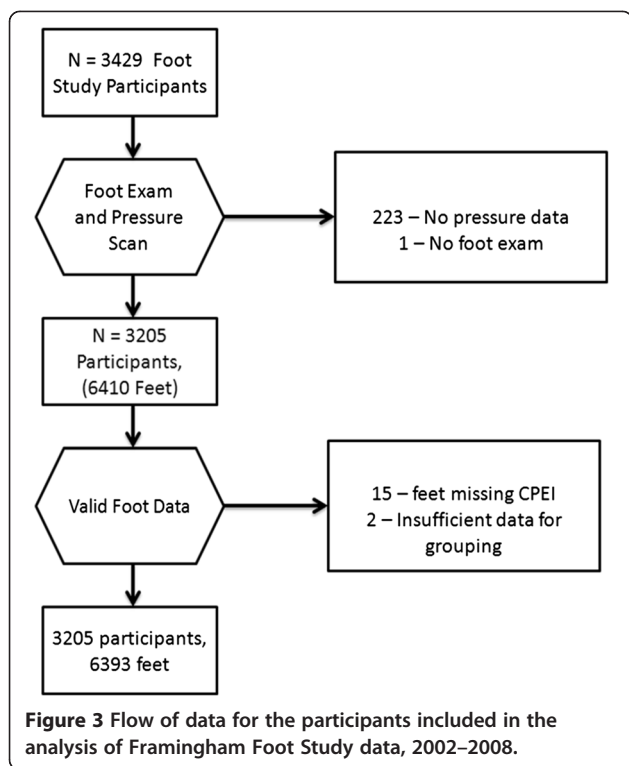 N = 3429 Foot
Study Participants
Foot Exam
and Pressure
Scan
223 – No pressure data
1 – No foot exam
N = 3205
Participants,
(6410 Feet)
Valid Foot Data
15 – feet missing CPEI
2 – Insufficient data for
grouping
3205 participants,
6393 feet
Figure 3 Flow of data for the participants included in the
analysis of Framingham Foot Study data, 2002–2008.